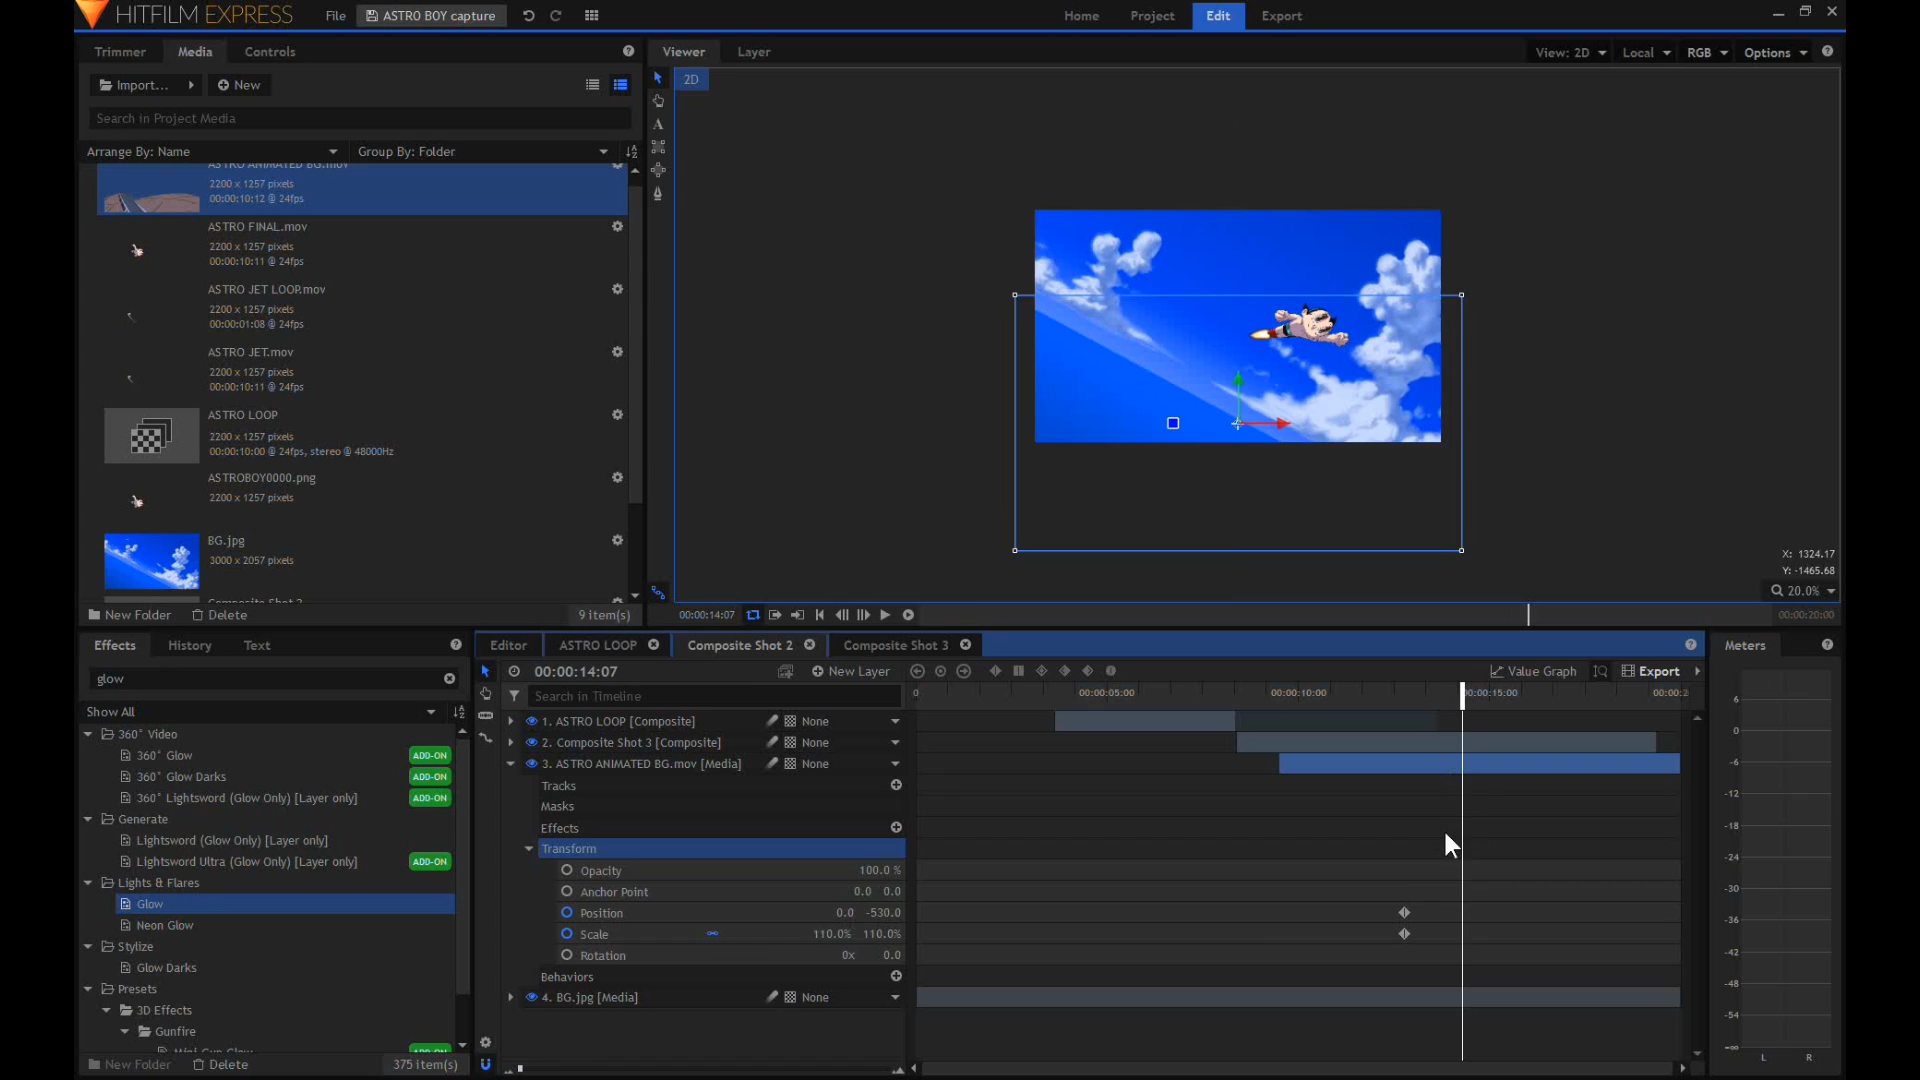 HITFILM EXPRESS
File
ASTRO BOY capture
Home
Project
Edit
Export
Trimmer
Media
Controls
Import...
New
Search in Project Media
Arrange By: Name
Group By: Folder
ASTRO ANIMATED BG.mov
2200 x 1257 pixels
00:00:10:12 @ 24fps
ASTRO FINAL.mov
2200 x 1257 pixels
00:00:10:11 @ 24fps
ASTRO JET LOOP.mov
2200 x 1257 pixels
00:00:01:08 @ 24fps
ASTRO JET.mov
2200 x 1257 pixels
00:00:10:11 @ 24fps
ASTRO LOOP
2200 x 1257 pixels
00:00:10:00 @ 24fps, stereo @ 48000Hz
ASTROBOY0000.png
2200 x 1257 pixels
BG.jpg
3000 x 2057 pixels
New Folder
Delete
9 item(s)
Viewer
Layer
View: 2D
Local
RGB
Options
2D
X: 1324.17
Y: -1465.68
20.0%
00:00:14:07
00:00:20:00
Effects
History
Text
glow
Show All
360° Video
360° Glow ADD-ON
360° Glow Darks ADD-ON
360° Lightsword (Glow Only) [Layer only] ADD-ON
Generate
Lightsword (Glow Only) [Layer only]
Lightsword Ultra (Glow Only) [Layer only] ADD-ON
Lights & Flares
Glow
Neon Glow
Stylize
Glow Darks
Presets
3D Effects
Gunfire
New Folder
Delete
375 item(s)
Editor
ASTRO LOOP
Composite Shot 2
Composite Shot 3
00:00:14:07
New Layer
Value Graph
Export
Search in Timeline
0
00:00:05:00
00:00:10:00
00:00:15:00
1. ASTRO LOOP [Composite] None
2. Composite Shot 3 [Composite] None
3. ASTRO ANIMATED BG.mov [Media] None
Tracks
Masks
Effects
Transform
Opacity 100.0 %
Anchor Point 0.0 0.0
Position 0.0 -530.0
Scale 110.0% 110.0%
Rotation 0x 0.0
Behaviors
4. BG.jpg [Media] None
Meters
6
0
-6
-12
-18
-24
-30
-36
-42
-48
-54
-∞
L R